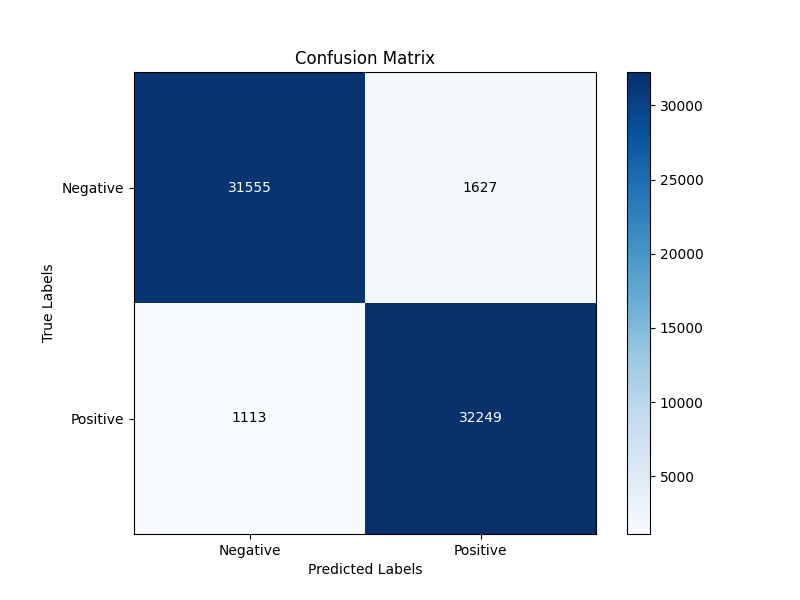 Confusion Matrix
Negative
31555
1627
Positive
1113
32249
True Labels
Negative
Positive
Predicted Labels
30000
25000
20000
15000
10000
5000